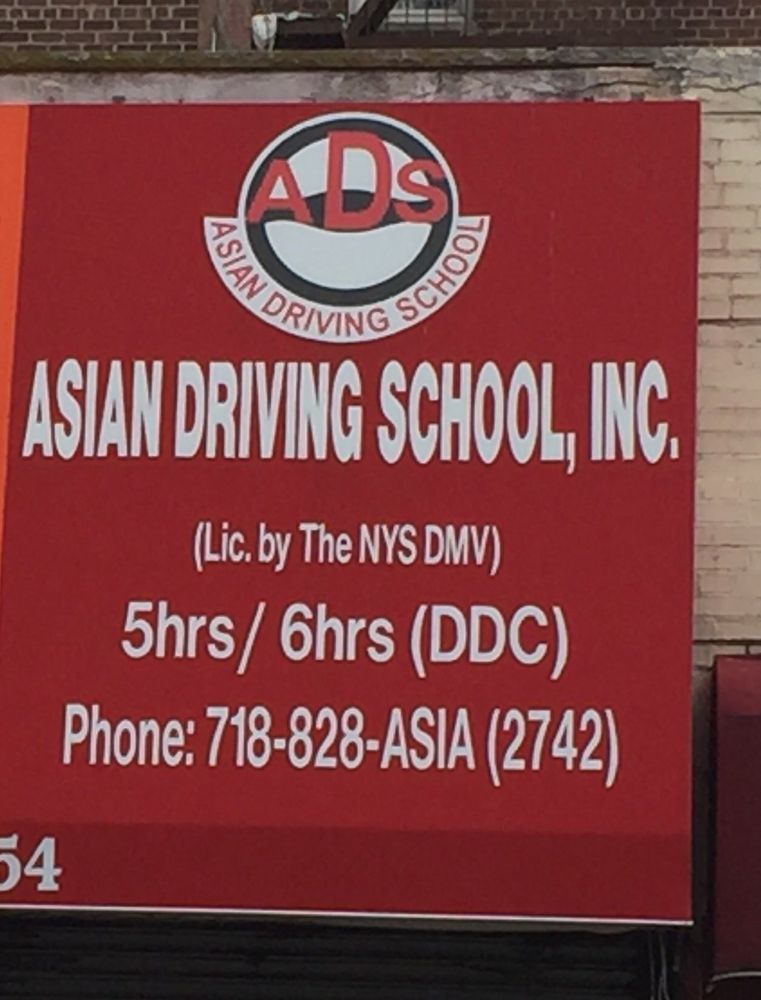 ADS
ASIAN DRIVING SCHOOL
ASIAN DRIVING SCHOOL, INC.
(Lic. by The NYS DMV)
5hrs/ 6hrs (DDC)
Phone: 718-828-ASIA (2742)
54